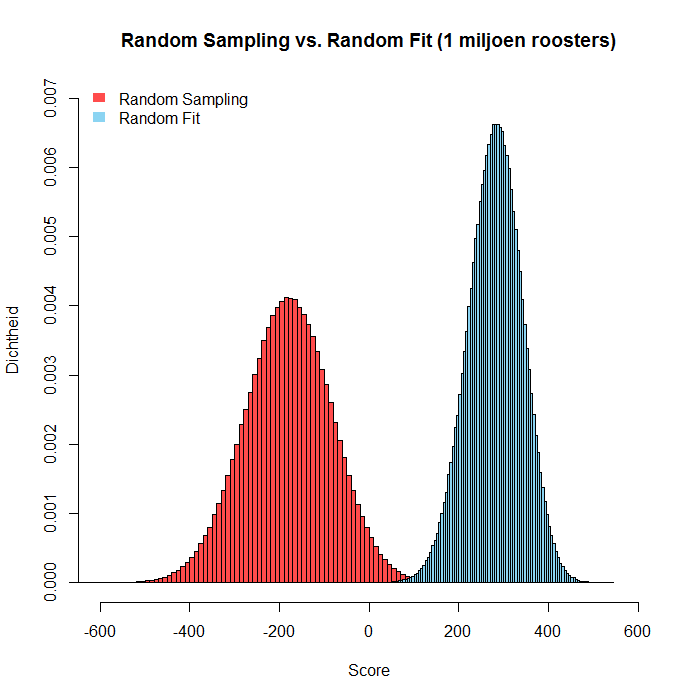 Random Sampling vs. Random Fit (1 miljoen roosters)
Random Sampling
Random Fit
Dichtheid
0.007
0.006
0.005
0.004
0.003
0.002
0.001
0.000
-600 -400 -200 0 200 400 600
Score